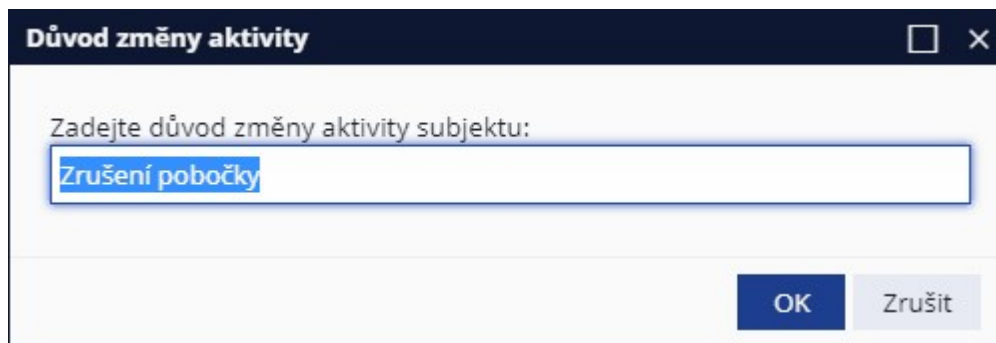 Důvod změny aktivity
Zadejte důvod změny aktivity subjektu:
Zrušení pobočky
OK Zrušit